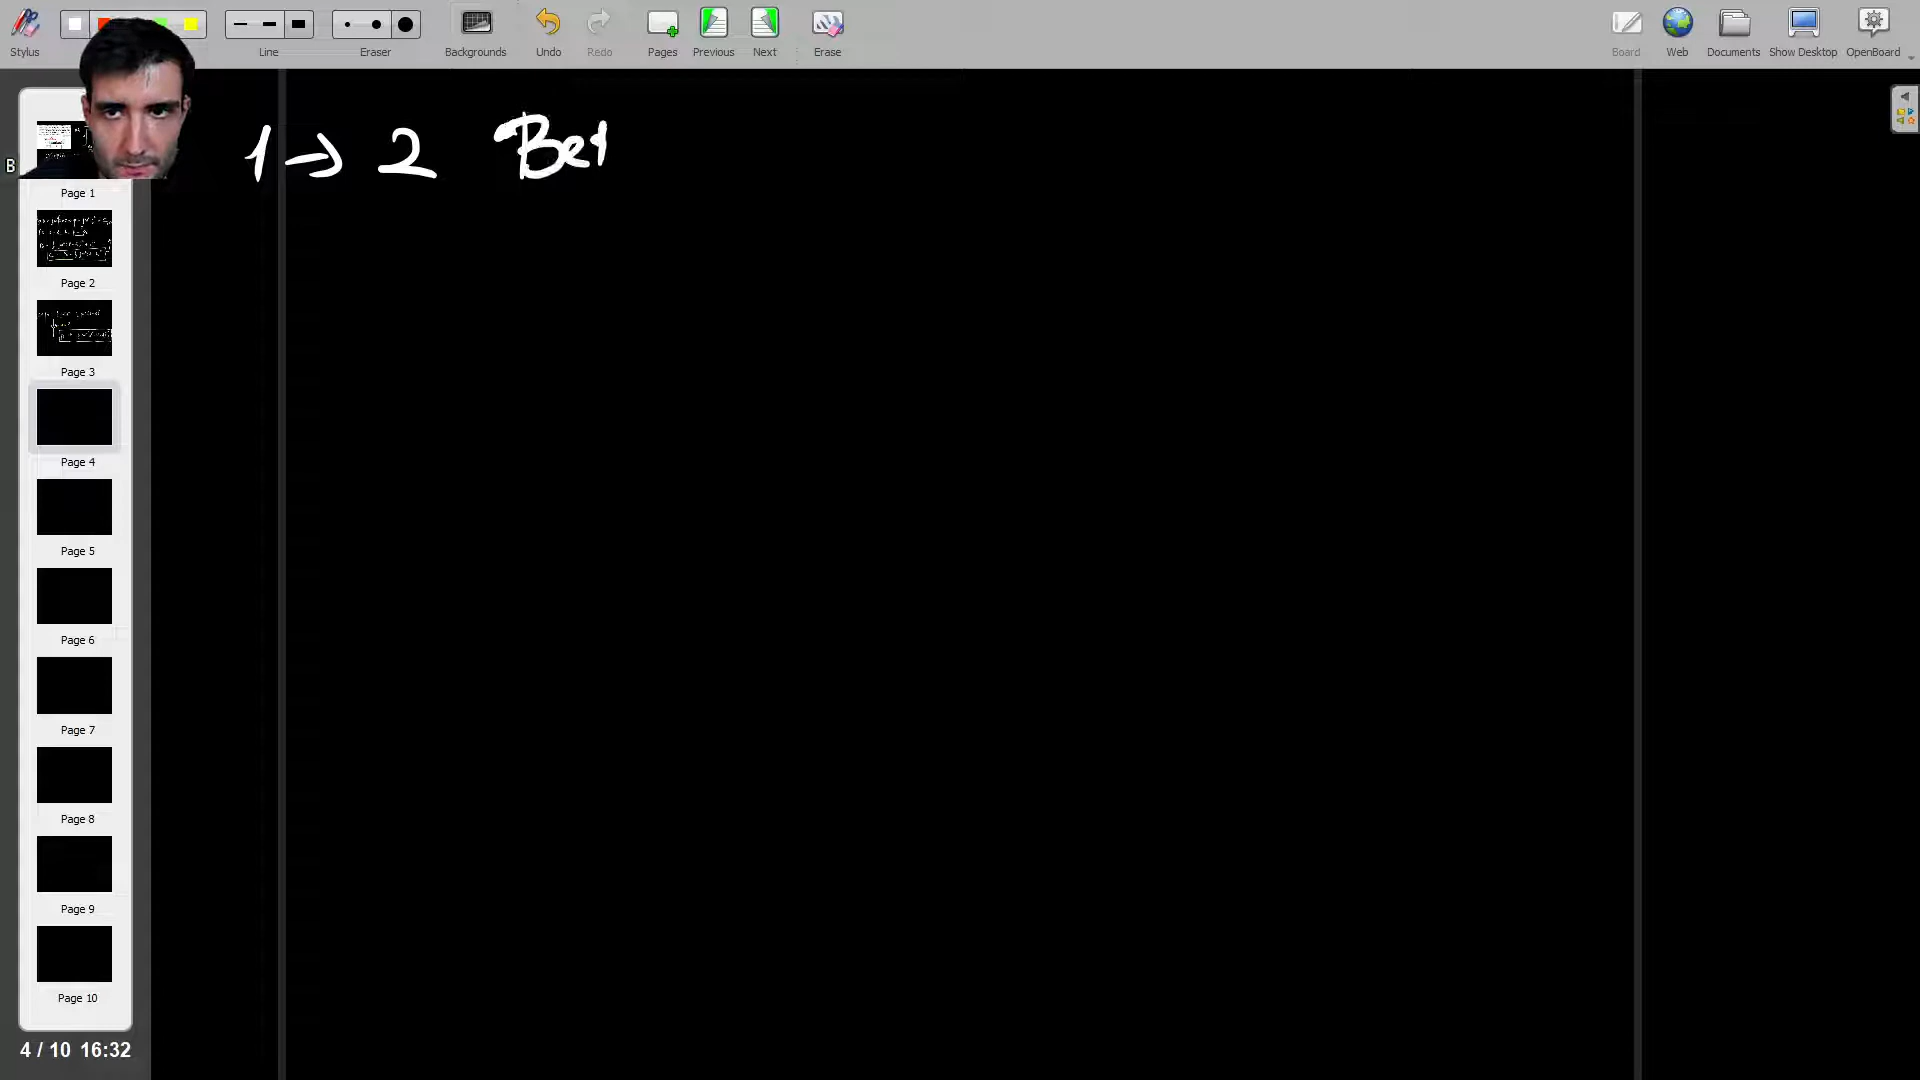 Stylus
Line
Eraser
Backgrounds
Undo
Redo
Pages
Previous
Next
Erase
Board
Web
Documents
Show Desktop
OpenBoard
B
1 → 2 Ber
Page 1
Page 2
Page 3
Page 4
Page 5
Page 6
Page 7
Page 8
Page 9
Page 10
4 / 10 16:32